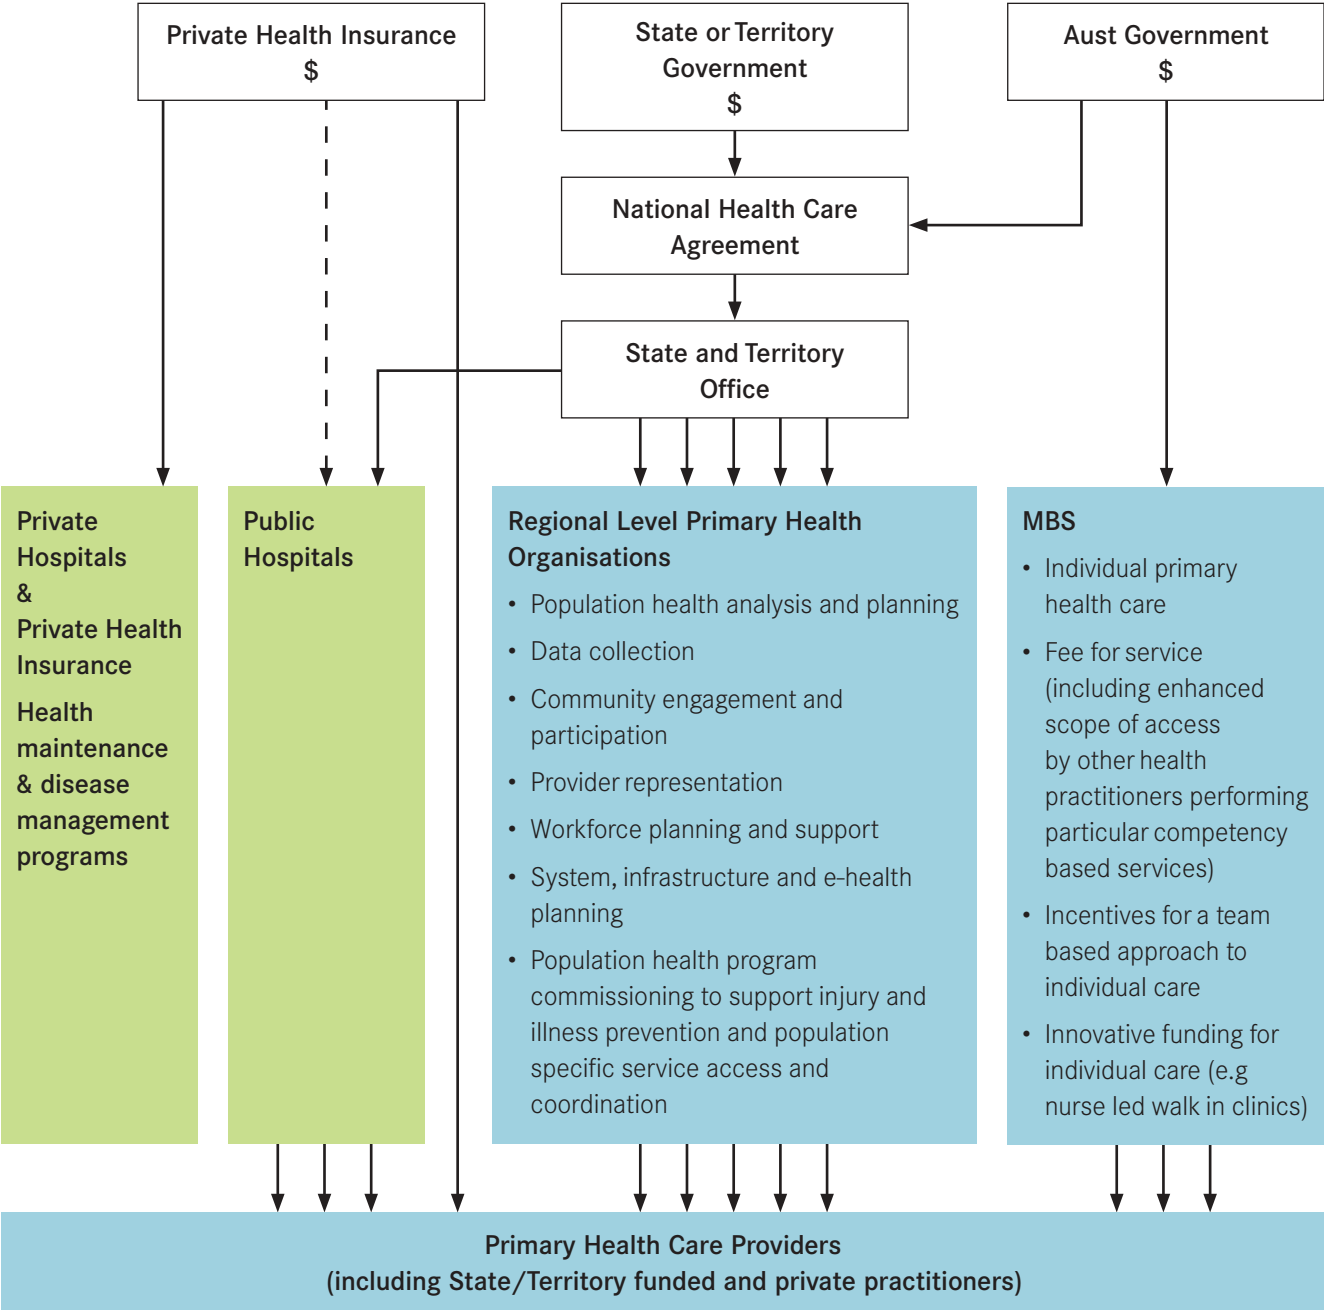 Private Health Insurance
$
State or Territory
Government
$
Aust Government
$
National Health Care
Agreement
State and Territory
Office
Private
Hospitals
&
Private Health
Insurance
Health
maintenance
& disease
management
programs
Public
Hospitals
Regional Level Primary Health
Organisations
• Population health analysis and planning
• Data collection
• Community engagement and
participation
• Provider representation
• Workforce planning and support
• System, infrastructure and e-health
planning
• Population health program
commissioning to support injury and
illness prevention and population
specific service access and
coordination
MBS
• Individual primary
health care
• Fee for service
(including enhanced
scope of access
by other health
practitioners performing
particular competency
based services)
• Incentives for a team
based approach to
individual care
• Innovative funding for
individual care (e.g
nurse led walk in clinics)
Primary Health Care Providers
(including State/Territory funded and private practitioners)